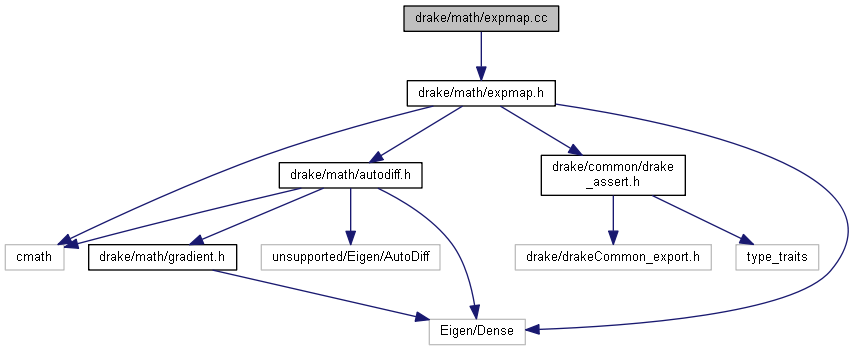 drake/math/expmap.cc
drake/math/expmap.h
drake/math/autodiff.h
drake/common/drake
_assert.h
cmath
drake/math/gradient.h
unsupported/Eigen/AutoDiff
drake/drakeCommon_export.h
type_traits
Eigen/Dense